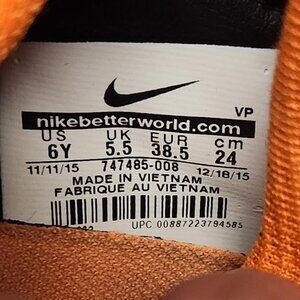 VP
nikebetterworld.com
US UK EUR cm
6Y 5.5 38.5 24
11/11/15 747485-008 12/18/15
MADE IN VIETNAM
FABRIQUE AU VIETNAM
UPC 00887223794585